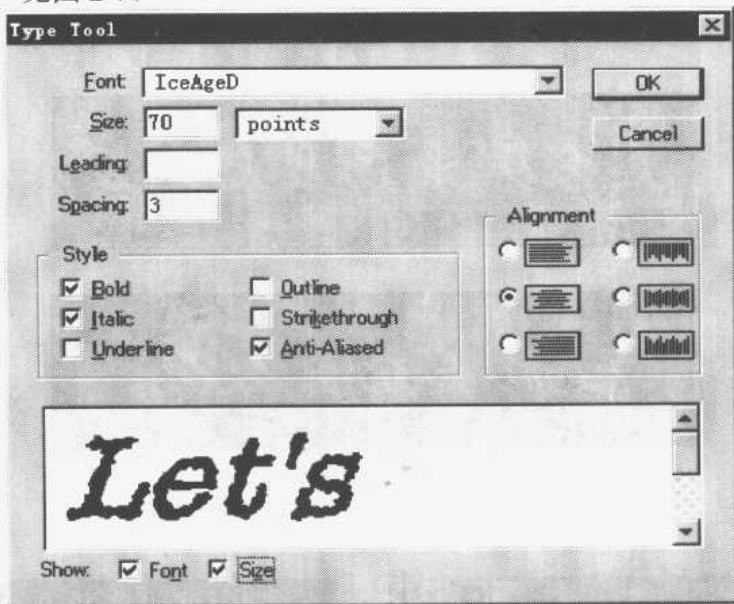 Type Tool
Font: IceAgeD
OK
Size: 70 points
Cancel
Leading:
Spacing: 3
Alignment
Style
Bold
Outline
Italic
Strikethrough
Underline
Anti-Aliased
Let's
Show: Font Size